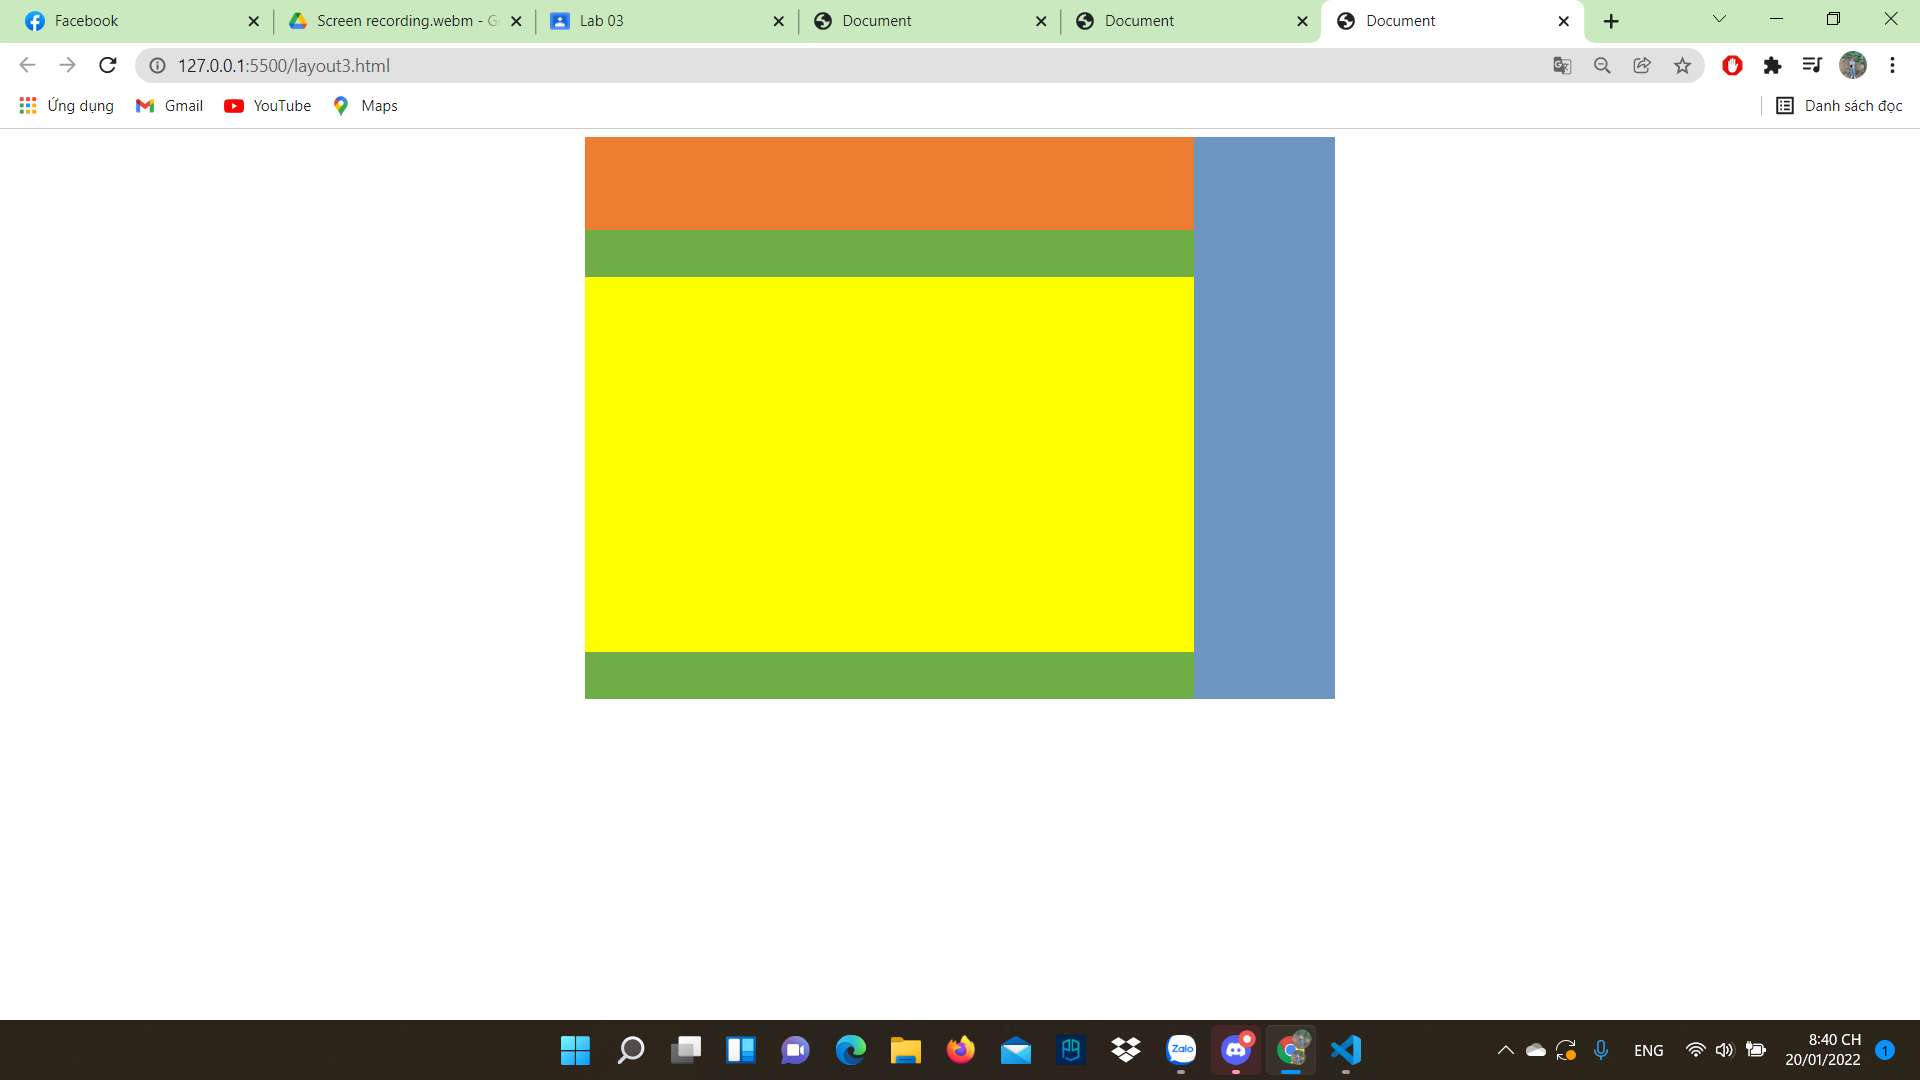 Facebook
Screen recording.webm - G
Lab 03
Document
Document
Document
127.0.0.1:5500/layout3.html
Ứng dụng
Gmail
YouTube
Maps
Danh sách đọc
Zalo
ENG
8:40 CH
20/01/2022
1